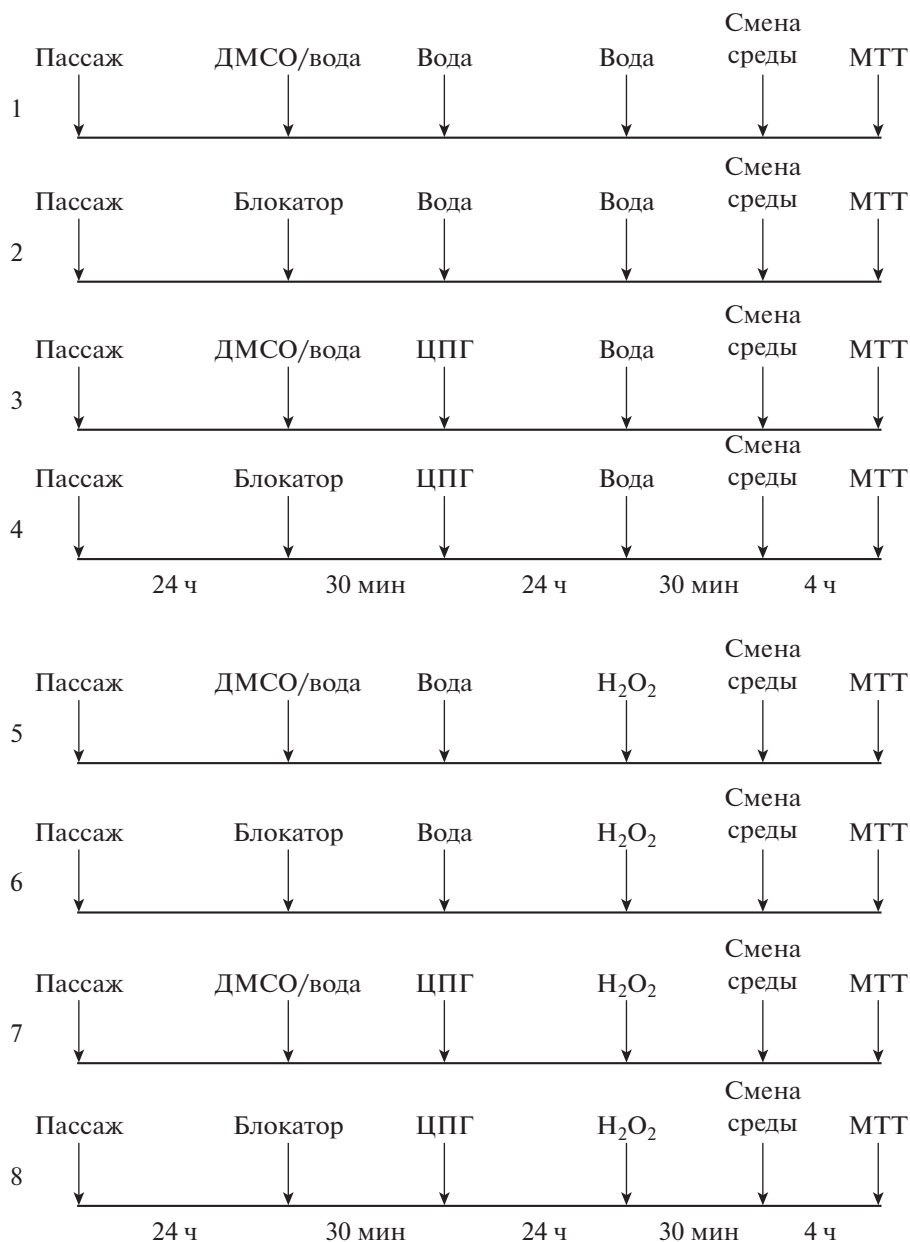 Смена
Пассаж ДМСО/вода Вода Вода среды МТТ
1
Смена
Пассаж Блокатор Вода Вода среды МТТ
2
Смена
Пассаж ДМСО/вода ЦПГ Вода среды МТТ
3
Смена
Пассаж Блокатор ЦПГ Вода среды МТТ
4
24 ч 30 мин 24 ч 30 мин 4 ч
Смена
Пассаж ДМСО/вода Вода H₂O₂ среды МТТ
5
Смена
Пассаж Блокатор Вода H₂O₂ среды МТТ
6
Смена
Пассаж ДМСО/вода ЦПГ H₂O₂ среды МТТ
7
Смена
Пассаж Блокатор ЦПГ H₂O₂ среды МТТ
8
24 ч 30 мин 24 ч 30 мин 4 ч